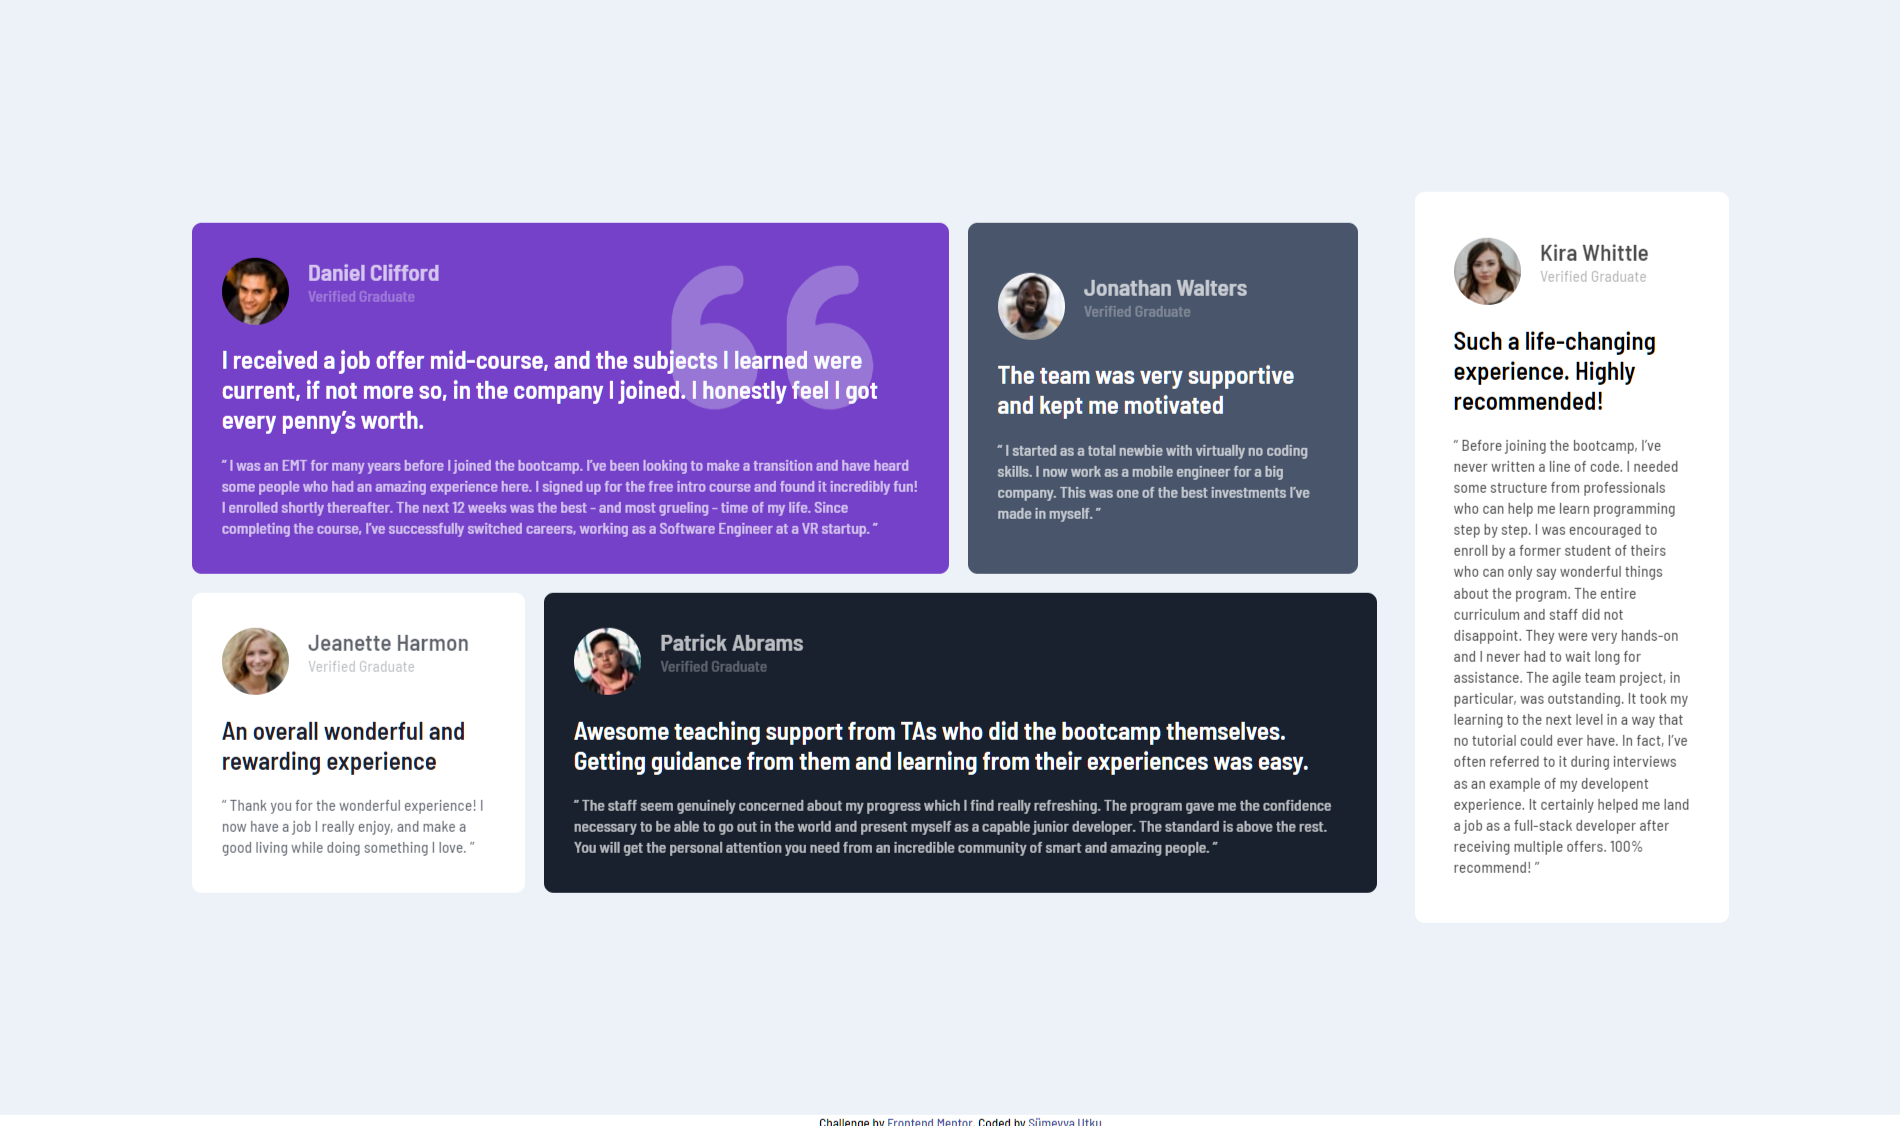 Daniel Clifford
Verified Graduate
I received a job offer mid-course, and the subjects I learned were
current, if not more so, in the company I joined. I honestly feel I got
every penny’s worth.
“ I was an EMT for many years before I joined the bootcamp. I’ve been looking to make a transition and have heard
some people who had an amazing experience here. I signed up for the free intro course and found it incredibly fun!
I enrolled shortly thereafter. The next 12 weeks was the best – and most grueling – time of my life. Since
completing the course, I’ve successfully switched careers, working as a Software Engineer at a VR startup. ”
Jonathan Walters
Verified Graduate
The team was very supportive
and kept me motivated
“ I started as a total newbie with virtually no coding
skills. I now work as a mobile engineer for a big
company. This was one of the best investments I’ve
made in myself. ”
Jeanette Harmon
Verified Graduate
An overall wonderful and
rewarding experience
“ Thank you for the wonderful experience! I
now have a job I really enjoy, and make a
good living while doing something I love. ”
Patrick Abrams
Verified Graduate
Awesome teaching support from TAs who did the bootcamp themselves.
Getting guidance from them and learning from their experiences was easy.
“ The staff seem genuinely concerned about my progress which I find really refreshing. The program gave me the confidence
necessary to be able to go out in the world and present myself as a capable junior developer. The standard is above the rest.
You will get the personal attention you need from an incredible community of smart and amazing people. ”
Kira Whittle
Verified Graduate
Such a life-changing
experience. Highly
recommended!
“ Before joining the bootcamp, I’ve
never written a line of code. I needed
some structure from professionals
who can help me learn programming
step by step. I was encouraged to
enroll by a former student of theirs
who can only say wonderful things
about the program. The entire
curriculum and staff did not
disappoint. They were very hands-on
and I never had to wait long for
assistance. The agile team project, in
particular, was outstanding. It took my
learning to the next level in a way that
no tutorial could ever have. In fact, I’ve
often referred to it during interviews
as an example of my developent
experience. It certainly helped me land
a job as a full-stack developer after
receiving multiple offers. 100%
recommend! ”
Challenge by Frontend Mentor. Coded by Sümeyya Utku